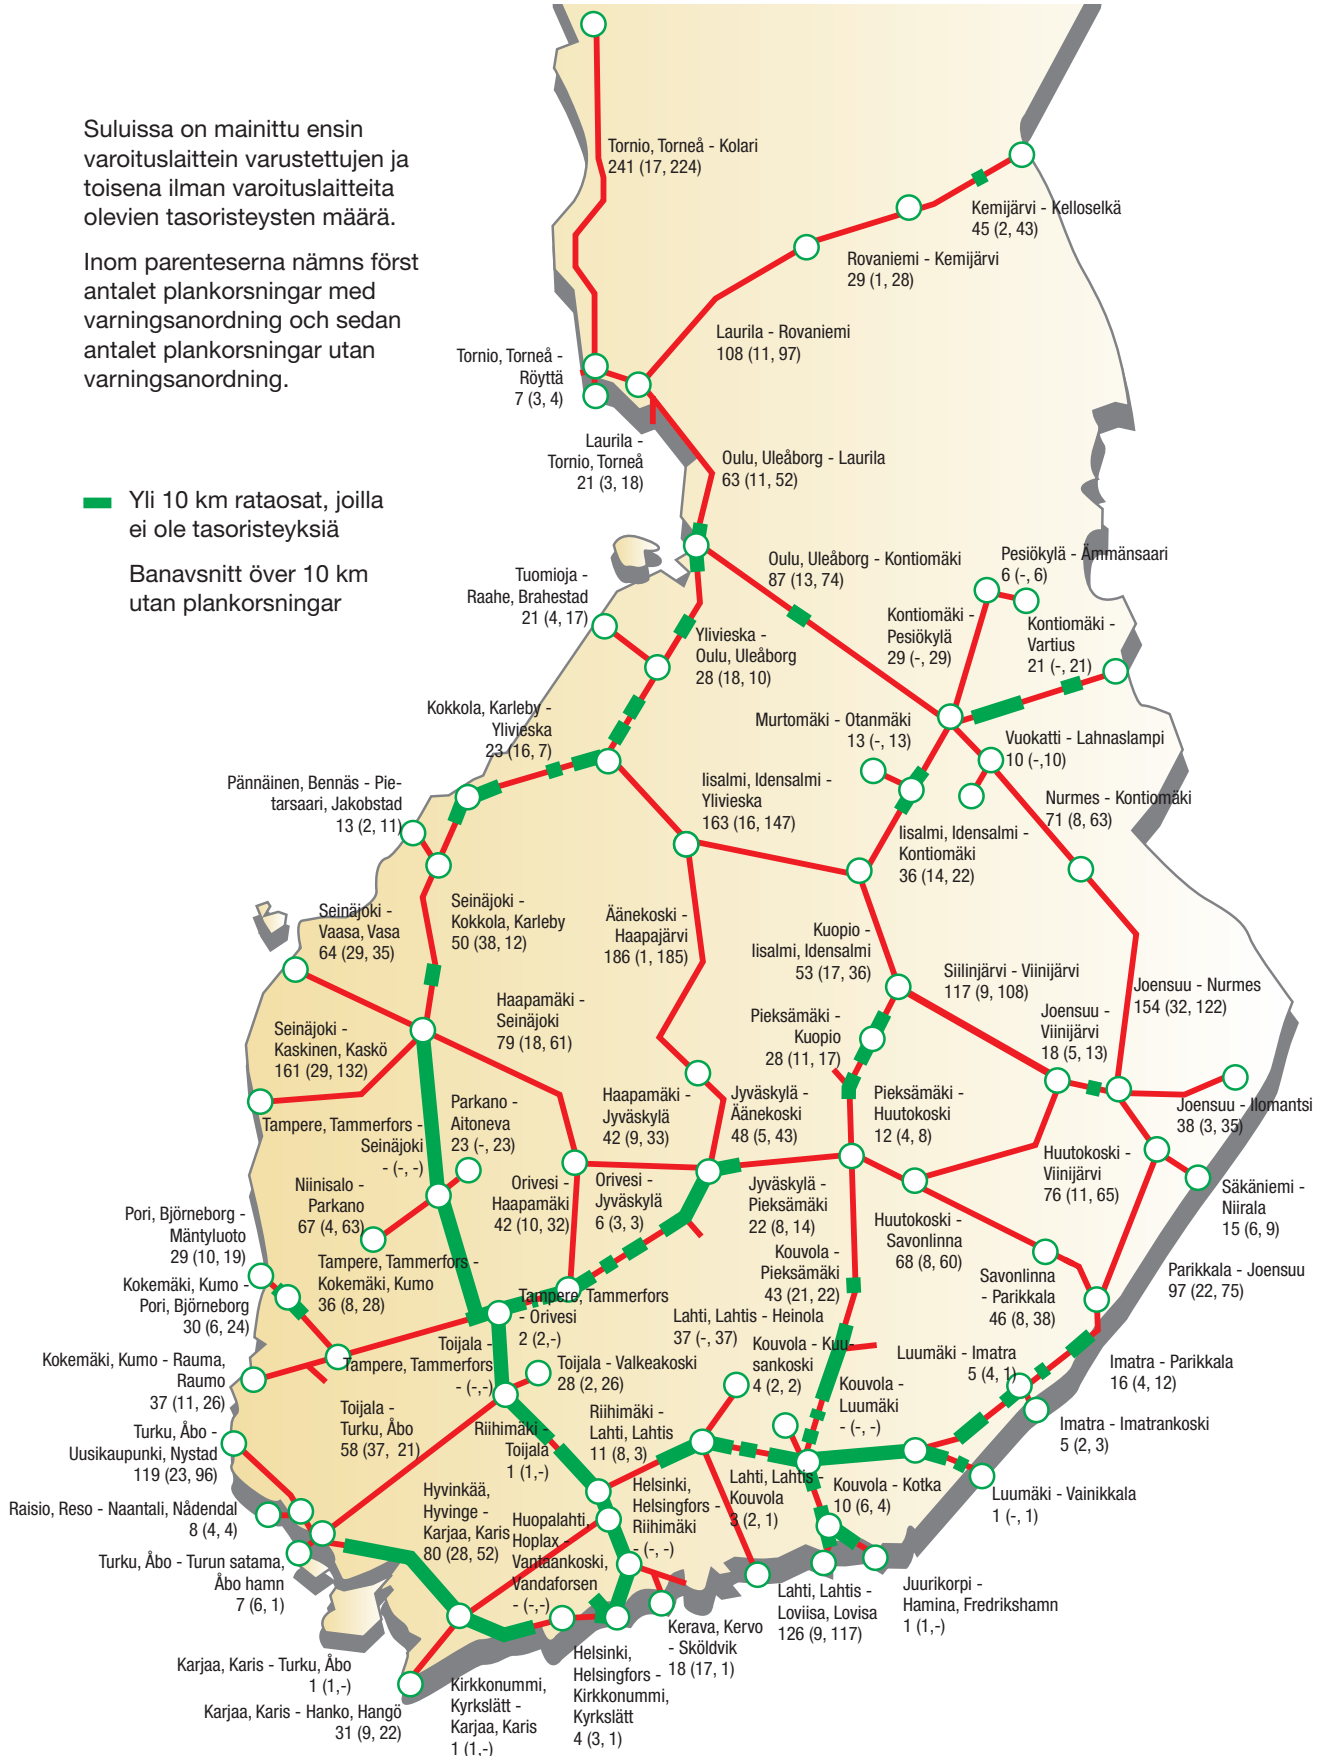 Suluissa on mainittu ensin
varoituslaittein varustettujen ja
toisena ilman varoituslaitteita
olevien tasoristeysten määrä.
Inom parenteserna nämns först
antalet plankorsningar med
varningsanordning och sedan
antalet plankorsningar utan
varningsanordning.
Yli 10 km rataosat, joilla
ei ole tasoristeyksiä
Banavsnitt över 10 km
utan plankorsningar
Tornio, Torneå - Kolari
241 (17, 224)
Kemijärvi - Kelloselkä
45 (2, 43)
Rovaniemi - Kemijärvi
29 (1, 28)
Laurila - Rovaniemi
108 (11, 97)
Tornio, Torneå -
Röyttä
7 (3, 4)
Laurila -
Tornio, Torneå
21 (3, 18)
Oulu, Uleåborg - Laurila
63 (11, 52)
Oulu, Uleåborg - Kontiomäki
87 (13, 74)
Pesiökylä - Ämmänsaari
6 (-, 6)
Tuomioja -
Raahe, Brahestad
21 (4, 17)
Kontiomäki -
Pesiökylä
29 (-, 29)
Kontiomäki -
Vartius
21 (-, 21)
Ylivieska -
Oulu, Uleåborg
28 (18, 10)
Kokkola, Karleby -
Ylivieska
23 (16, 7)
Murtomäki - Otanmäki
13 (-, 13)
Vuokatti - Lahnaslampi
10 (-,10)
Pännäinen, Bennäs - Pie-
tarsaari, Jakobstad
13 (2, 11)
Iisalmi, Idensalmi -
Ylivieska
163 (16, 147)
Nurmes - Kontiomäki
71 (8, 63)
Iisalmi, Idensalmi -
Kontiomäki
36 (14, 22)
Seinäjoki -
Vaasa, Vasa
64 (29, 35)
Seinäjoki -
Kokkola, Karleby
50 (38, 12)
Äänekoski -
Haapajärvi
186 (1, 185)
Kuopio -
Iisalmi, Idensalmi
53 (17, 36)
Siilinjärvi - Viinijärvi
117 (9, 108)
Joensuu - Nurmes
154 (32, 122)
Haapamäki -
Seinäjoki
79 (18, 61)
Pieksämäki -
Kuopio
28 (11, 17)
Joensuu -
Viinijärvi
18 (5, 13)
Seinäjoki -
Kaskinen, Kaskö
161 (29, 132)
Parkano -
Aitoneva
23 (-, 23)
Haapamäki -
Jyväskylä
42 (9, 33)
Jyväskylä -
Äänekoski
48 (5, 43)
Pieksämäki -
Huutokoski
12 (4, 8)
Joensuu - Ilomantsi
38 (3, 35)
Tampere, Tammerfors -
Seinäjoki
- (-, -)
Huutokoski -
Viinijärvi
76 (11, 65)
Niinisalo -
Parkano
67 (4, 63)
Orivesi -
Haapamäki
42 (10, 32)
Orivesi -
Jyväskylä
6 (3, 3)
Jyväskylä -
Pieksämäki
22 (8, 14)
Säkäniemi -
Niirala
15 (6, 9)
Pori, Björneborg -
Mäntyluoto
29 (10, 19)
Huutokoski -
Savonlinna
68 (8, 60)
Tampere, Tammerfors -
Kokemäki, Kumo
36 (8, 28)
Kouvola -
Pieksämäki
43 (21, 22)
Parikkala - Joensuu
97 (22, 75)
Kokemäki, Kumo -
Pori, Björneborg
30 (6, 24)
Savonlinna
- Parikkala
46 (8, 38)
Tampere, Tammerfors
- Orivesi
2 (2,-)
Lahti, Lahtis - Heinola
37 (-, 37)
Kokemäki, Kumo - Rauma,
Raumo
37 (11, 26)
Toijala -
Tampere, Tammerfors
- (-,-)
Toijala - Valkeakoski
28 (2, 26)
Kouvola - Kuu-
sankoski
4 (2, 2)
Luumäki - Imatra
5 (4, 1)
Imatra - Parikkala
16 (4, 12)
Kouvola -
Luumäki
- (-, -)
Toijala -
Turku, Åbo
58 (37, 21)
Riihimäki -
Toijala
1 (1,-)
Riihimäki -
Lahti, Lahtis
11 (8, 3)
Imatra - Imatrankoski
5 (2, 3)
Turku, Åbo -
Uusikaupunki, Nystad
119 (23, 96)
Lahti, Lahtis -
Kouvola
3 (2, 1)
Kouvola - Kotka
10 (6, 4)
Luumäki - Vainikkala
1 (-, 1)
Raisio, Reso - Naantali, Nådendal
8 (4, 4)
Hyvinkää,
Hyvinge -
Karjaa, Karis
80 (28, 52)
Helsinki,
Helsingfors -
Riihimäki
- (-, -)
Huopalahti,
Hoplax -
Vantaankoski,
Vandaforsen
- (-,-)
Turku, Åbo - Turun satama,
Åbo hamn
7 (6, 1)
Lahti, Lahtis -
Loviisa, Lovisa
126 (9, 117)
Juurikorpi -
Hamina, Fredrikshamn
1 (1,-)
Kerava, Kervo
- Sköldvik
18 (17, 1)
Karjaa, Karis - Turku, Åbo
1 (1,-)
Karjaa, Karis - Hanko, Hangö
31 (9, 22)
Kirkkonummi,
Kyrkslätt -
Karjaa, Karis
1 (1,-)
Helsinki,
Helsingfors -
Kirkkonummi,
Kyrkslätt
4 (3, 1)